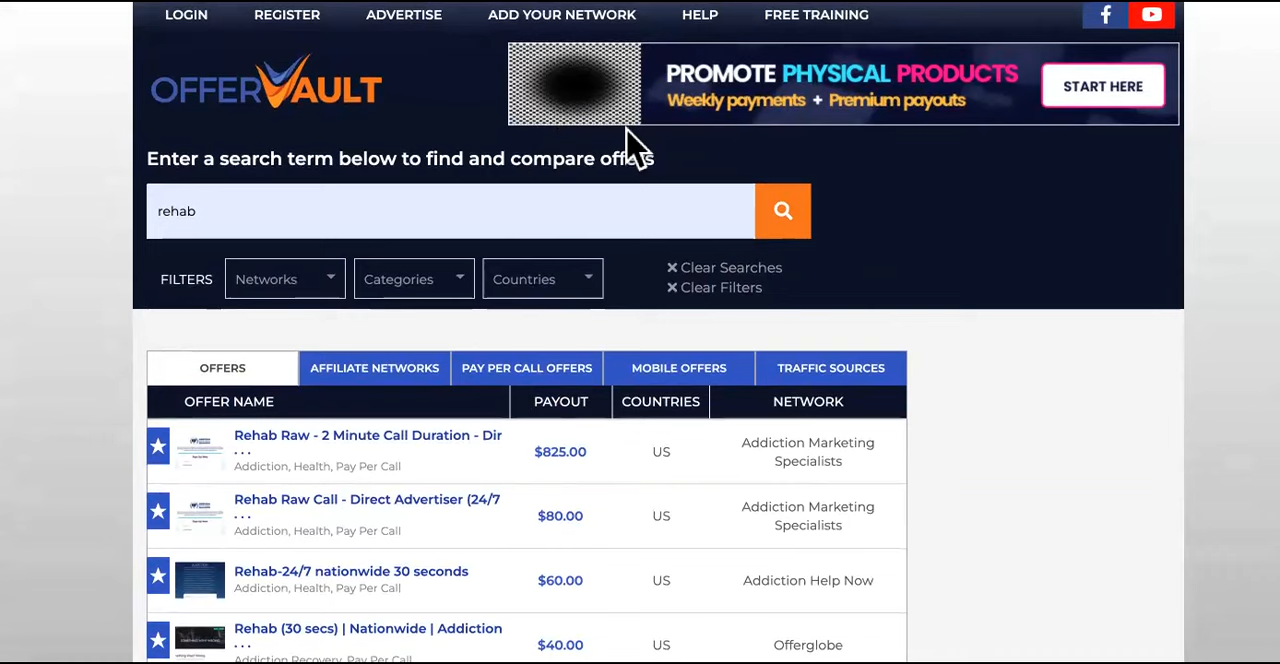 LOGIN REGISTER ADVERTISE ADD YOUR NETWORK HELP FREE TRAINING
OFFERVAULT
PROMOTE PHYSICAL PRODUCTS
Weekly payments + Premium payouts
START HERE
Enter a search term below to find and compare offers
rehab
FILTERS Networks Categories Countries
Clear Searches
Clear Filters
OFFERS AFFILIATE NETWORKS PAY PER CALL OFFERS MOBILE OFFERS TRAFFIC SOURCES
OFFER NAME PAYOUT COUNTRIES NETWORK
Rehab Raw - 2 Minute Call Duration - Dir
...
Addiction, Health, Pay Per Call
$825.00
US
Addiction Marketing
Specialists
Rehab Raw Call - Direct Advertiser (24/7
...
Addiction, Health, Pay Per Call
$80.00
US
Addiction Marketing
Specialists
Rehab-24/7 nationwide 30 seconds
Addiction, Health, Pay Per Call
$60.00
US
Addiction Help Now
Rehab (30 secs) | Nationwide | Addiction
...
Addiction Recovery, Pay Per Call
$40.00
US
Offerglobe